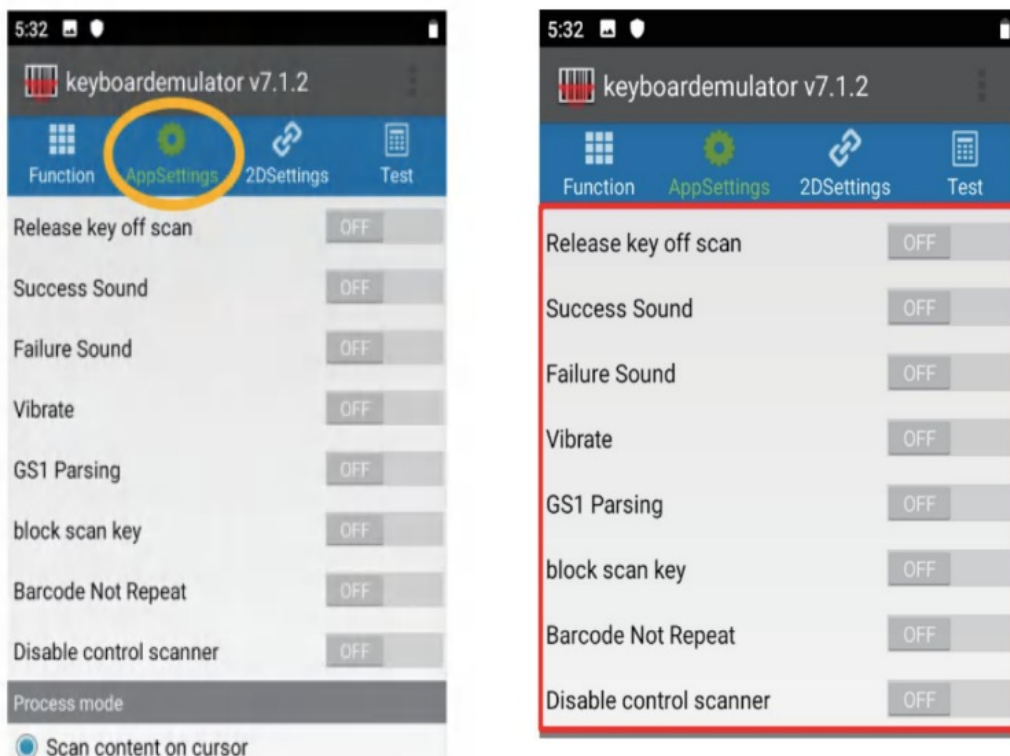 5:32
keyboardemulator v7.1.2
Function AppSettings 2DSettings Test
Release key off scan OFF
Success Sound OFF
Failure Sound OFF
Vibrate OFF
GS1 Parsing OFF
block scan key OFF
Barcode Not Repeat OFF
Disable control scanner OFF
Process mode
Scan content on cursor
5:32
keyboardemulator v7.1.2
Function AppSettings 2DSettings Test
Release key off scan OFF
Success Sound OFF
Failure Sound OFF
Vibrate OFF
GS1 Parsing OFF
block scan key OFF
Barcode Not Repeat OFF
Disable control scanner OFF